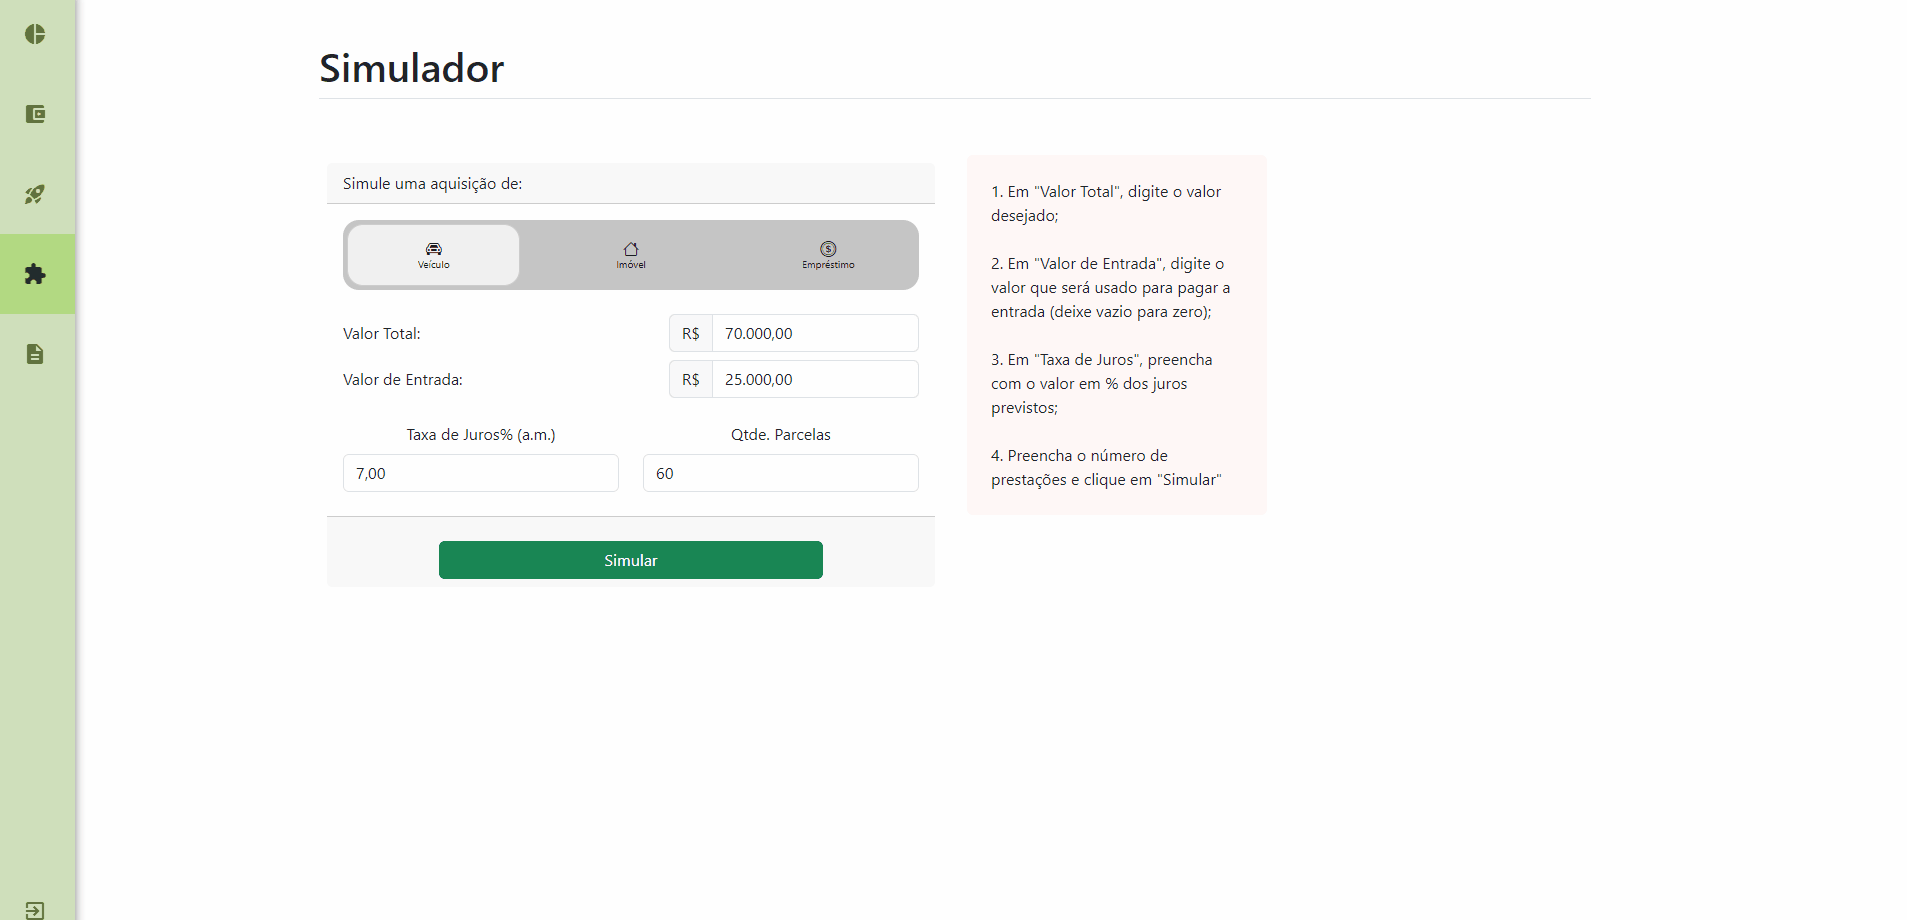 Simulador
Simule uma aquisição de:
Veículo
Imóvel
Empréstimo
Valor Total:
R$
70.000,00
Valor de Entrada:
R$
25.000,00
Taxa de Juros% (a.m.)
Qtde. Parcelas
7,00
60
Simular
1. Em "Valor Total", digite o valor
desejado;
2. Em "Valor de Entrada", digite o
valor que será usado para pagar a
entrada (deixe vazio para zero);
3. Em "Taxa de Juros", preencha
com o valor em % dos juros
previstos;
4. Preencha o número de
prestações e clique em "Simular"